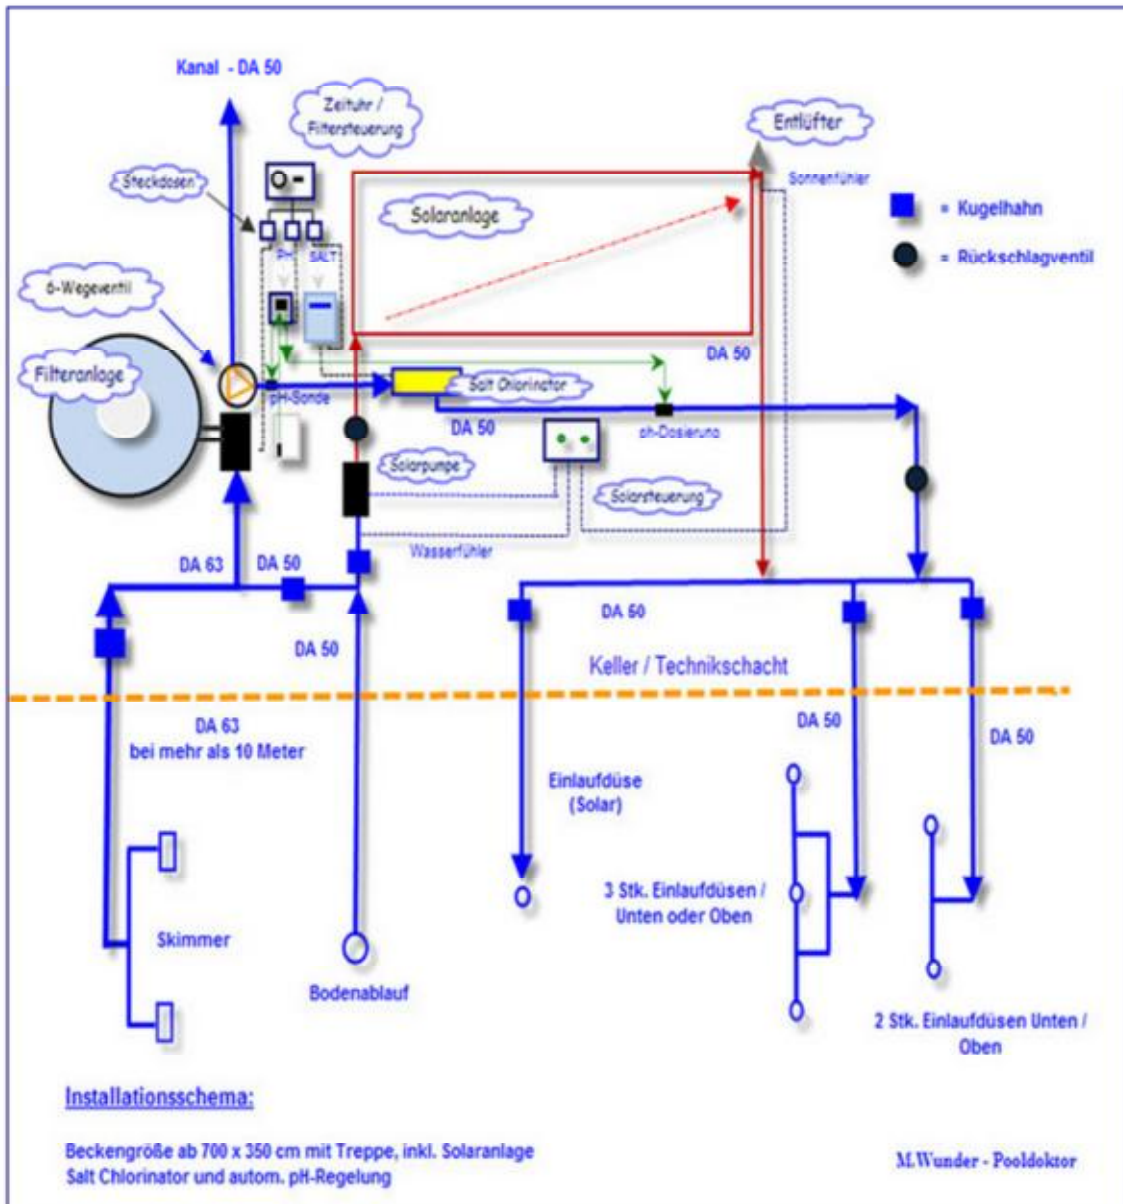 Kanal - DA 50
Zeituhr /
Filtersteuerung
Entlüfter
Steckdosen
Sonnenfühler
Solaranlage
= Kugelhahn
PH
SALT
= Rückschlagventil
6-Wegeventil
DA 50
Filteranlage
Salt Chlorinator
pH-Sonde
DA 50
ph-Dosierung
Solarpumpe
Solarsteuerung
Wasserfühler
DA 63
DA 50
DA 50
DA 50
Keller / Technikschacht
DA 63
bei mehr als 10 Meter
DA 50
DA 50
Einlaufdüse
(Solar)
3 Stk. Einlaufdüsen /
Unten oder Oben
Skimmer
Bodenablauf
2 Stk. Einlaufdüsen Unten /
Oben
Installationsschema:
Beckengröße ab 700 x 350 cm mit Treppe, inkl. Solaranlage
Salt Chlorinator und autom. pH-Regelung
M.Wunder - Pooldoktor